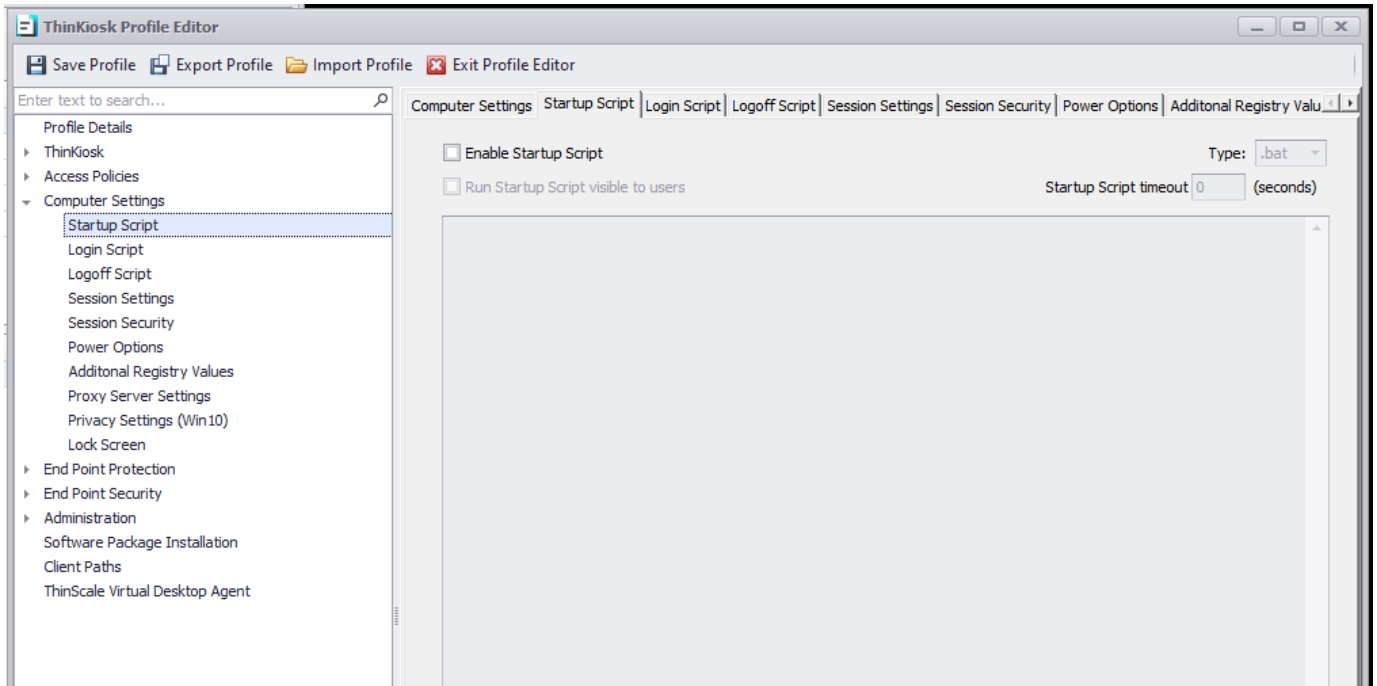 ThinKiosk Profile Editor
Save Profile Export Profile Import Profile Exit Profile Editor
Enter text to search...
Profile Details
ThinKiosk
Access Policies
Computer Settings
Startup Script
Login Script
Logoff Script
Session Settings
Session Security
Power Options
Additonal Registry Values
Proxy Server Settings
Privacy Settings (Win10)
Lock Screen
End Point Protection
End Point Security
Administration
Software Package Installation
Client Paths
ThinScale Virtual Desktop Agent
Computer Settings Startup Script Login Script Logoff Script Session Settings Session Security Power Options Additonal Registry Valu
Enable Startup Script Type: .bat
Run Startup Script visible to users Startup Script timeout 0 (seconds)